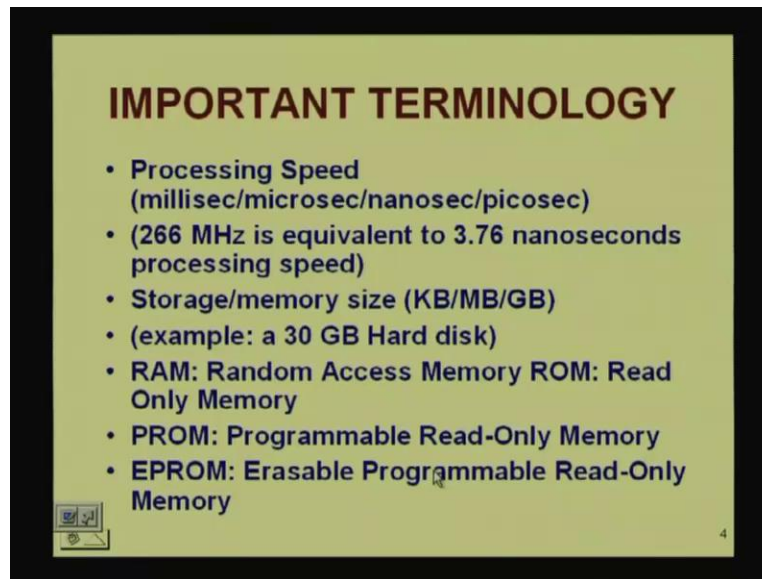 IMPORTANT TERMINOLOGY
• Processing Speed
(millisec/microsec/nanosec/picosec)
• (266 MHz is equivalent to 3.76 nanoseconds
processing speed)
• Storage/memory size (KB/MB/GB)
• (example: a 30 GB Hard disk)
• RAM: Random Access Memory ROM: Read
Only Memory
• PROM: Programmable Read-Only Memory
• EPROM: Erasable Programmable Read-Only
Memory
4